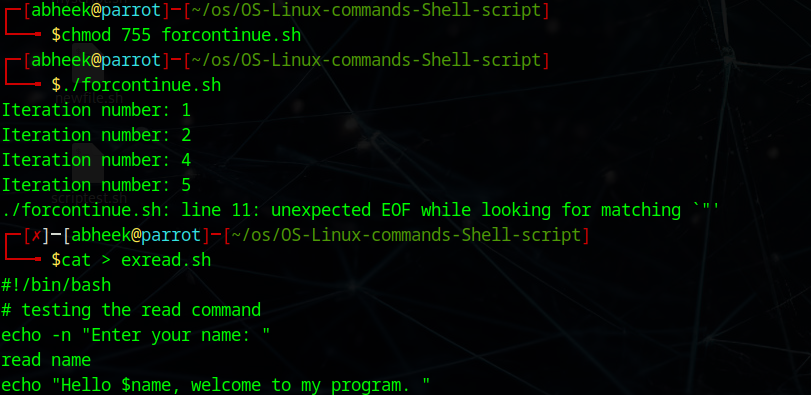 ┌─[abheek@parrot]─[~/os/OS-Linux-commands-Shell-script]
└──╼ $chmod 755 forcontinue.sh
┌─[abheek@parrot]─[~/os/OS-Linux-commands-Shell-script]
└──╼ $./forcontinue.sh
newfile.sh
Iteration number: 1
Iteration number: 2
Iteration number: 4
Iteration number: 5
./forcontinue.sh: line 11: unexpected EOF while looking for matching `"'
┌─[✗]─[abheek@parrot]─[~/os/OS-Linux-commands-Shell-script]
└──╼ $cat > exread.sh
#!/bin/bash
# testing the read command
echo -n "Enter your name: "
read name
echo "Hello $name, welcome to my program. "